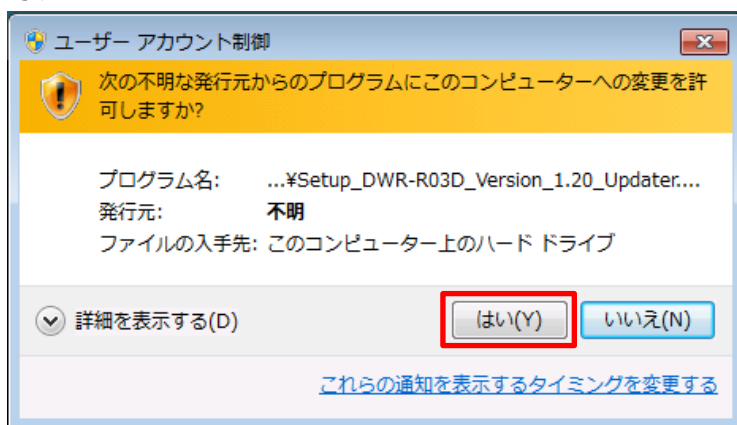 ユーザー アカウント制御
次の不明な発行元からのプログラムにこのコンピューターへの変更を許
可しますか?
プログラム名: ...¥Setup_DWR-R03D_Version_1.20_Updater....
発行元: 不明
ファイルの入手先: このコンピューター上のハード ドライブ
詳細を表示する(D) はい(Y) いいえ(N)
これらの通知を表示するタイミングを変更する